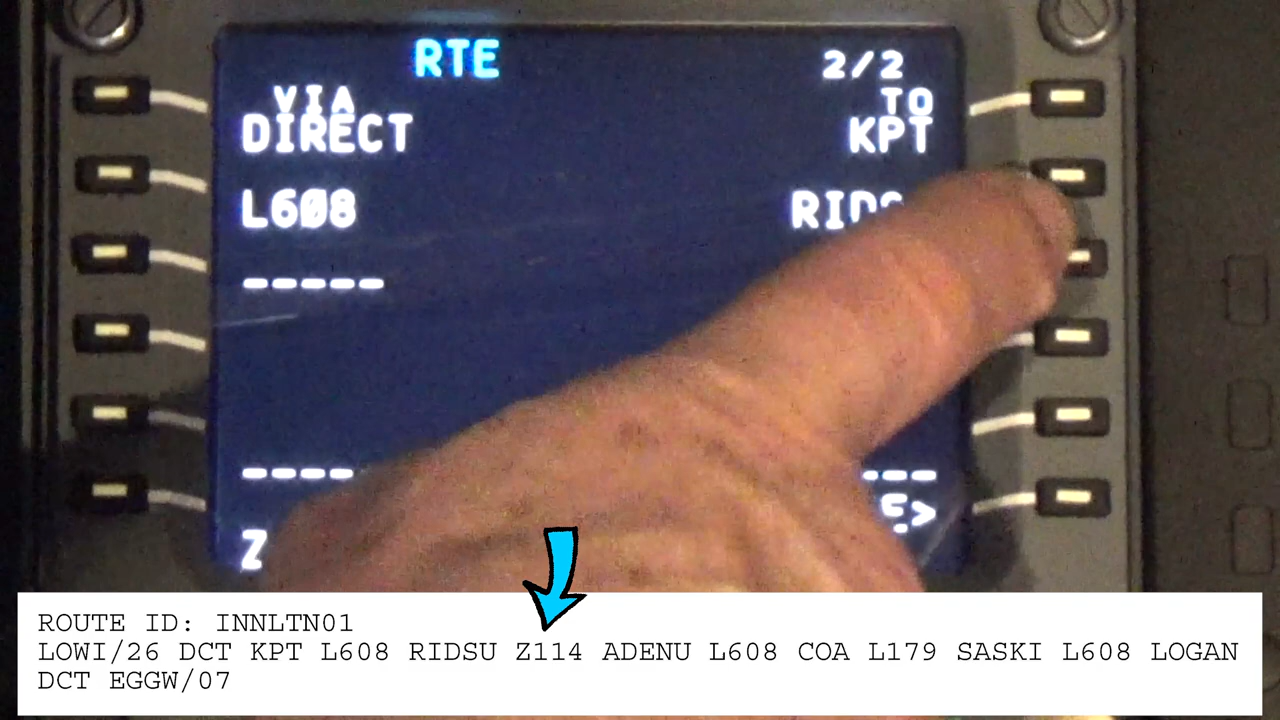 RTE 2/2
VIA TO
DIRECT KPT
L608
-----
-----
Z
ROUTE ID: INNLTN01
LOWI/26 DCT KPT L608 RIDSU Z114 ADENU L608 COA L179 SASKI L608 LOGAN
DCT EGGW/07